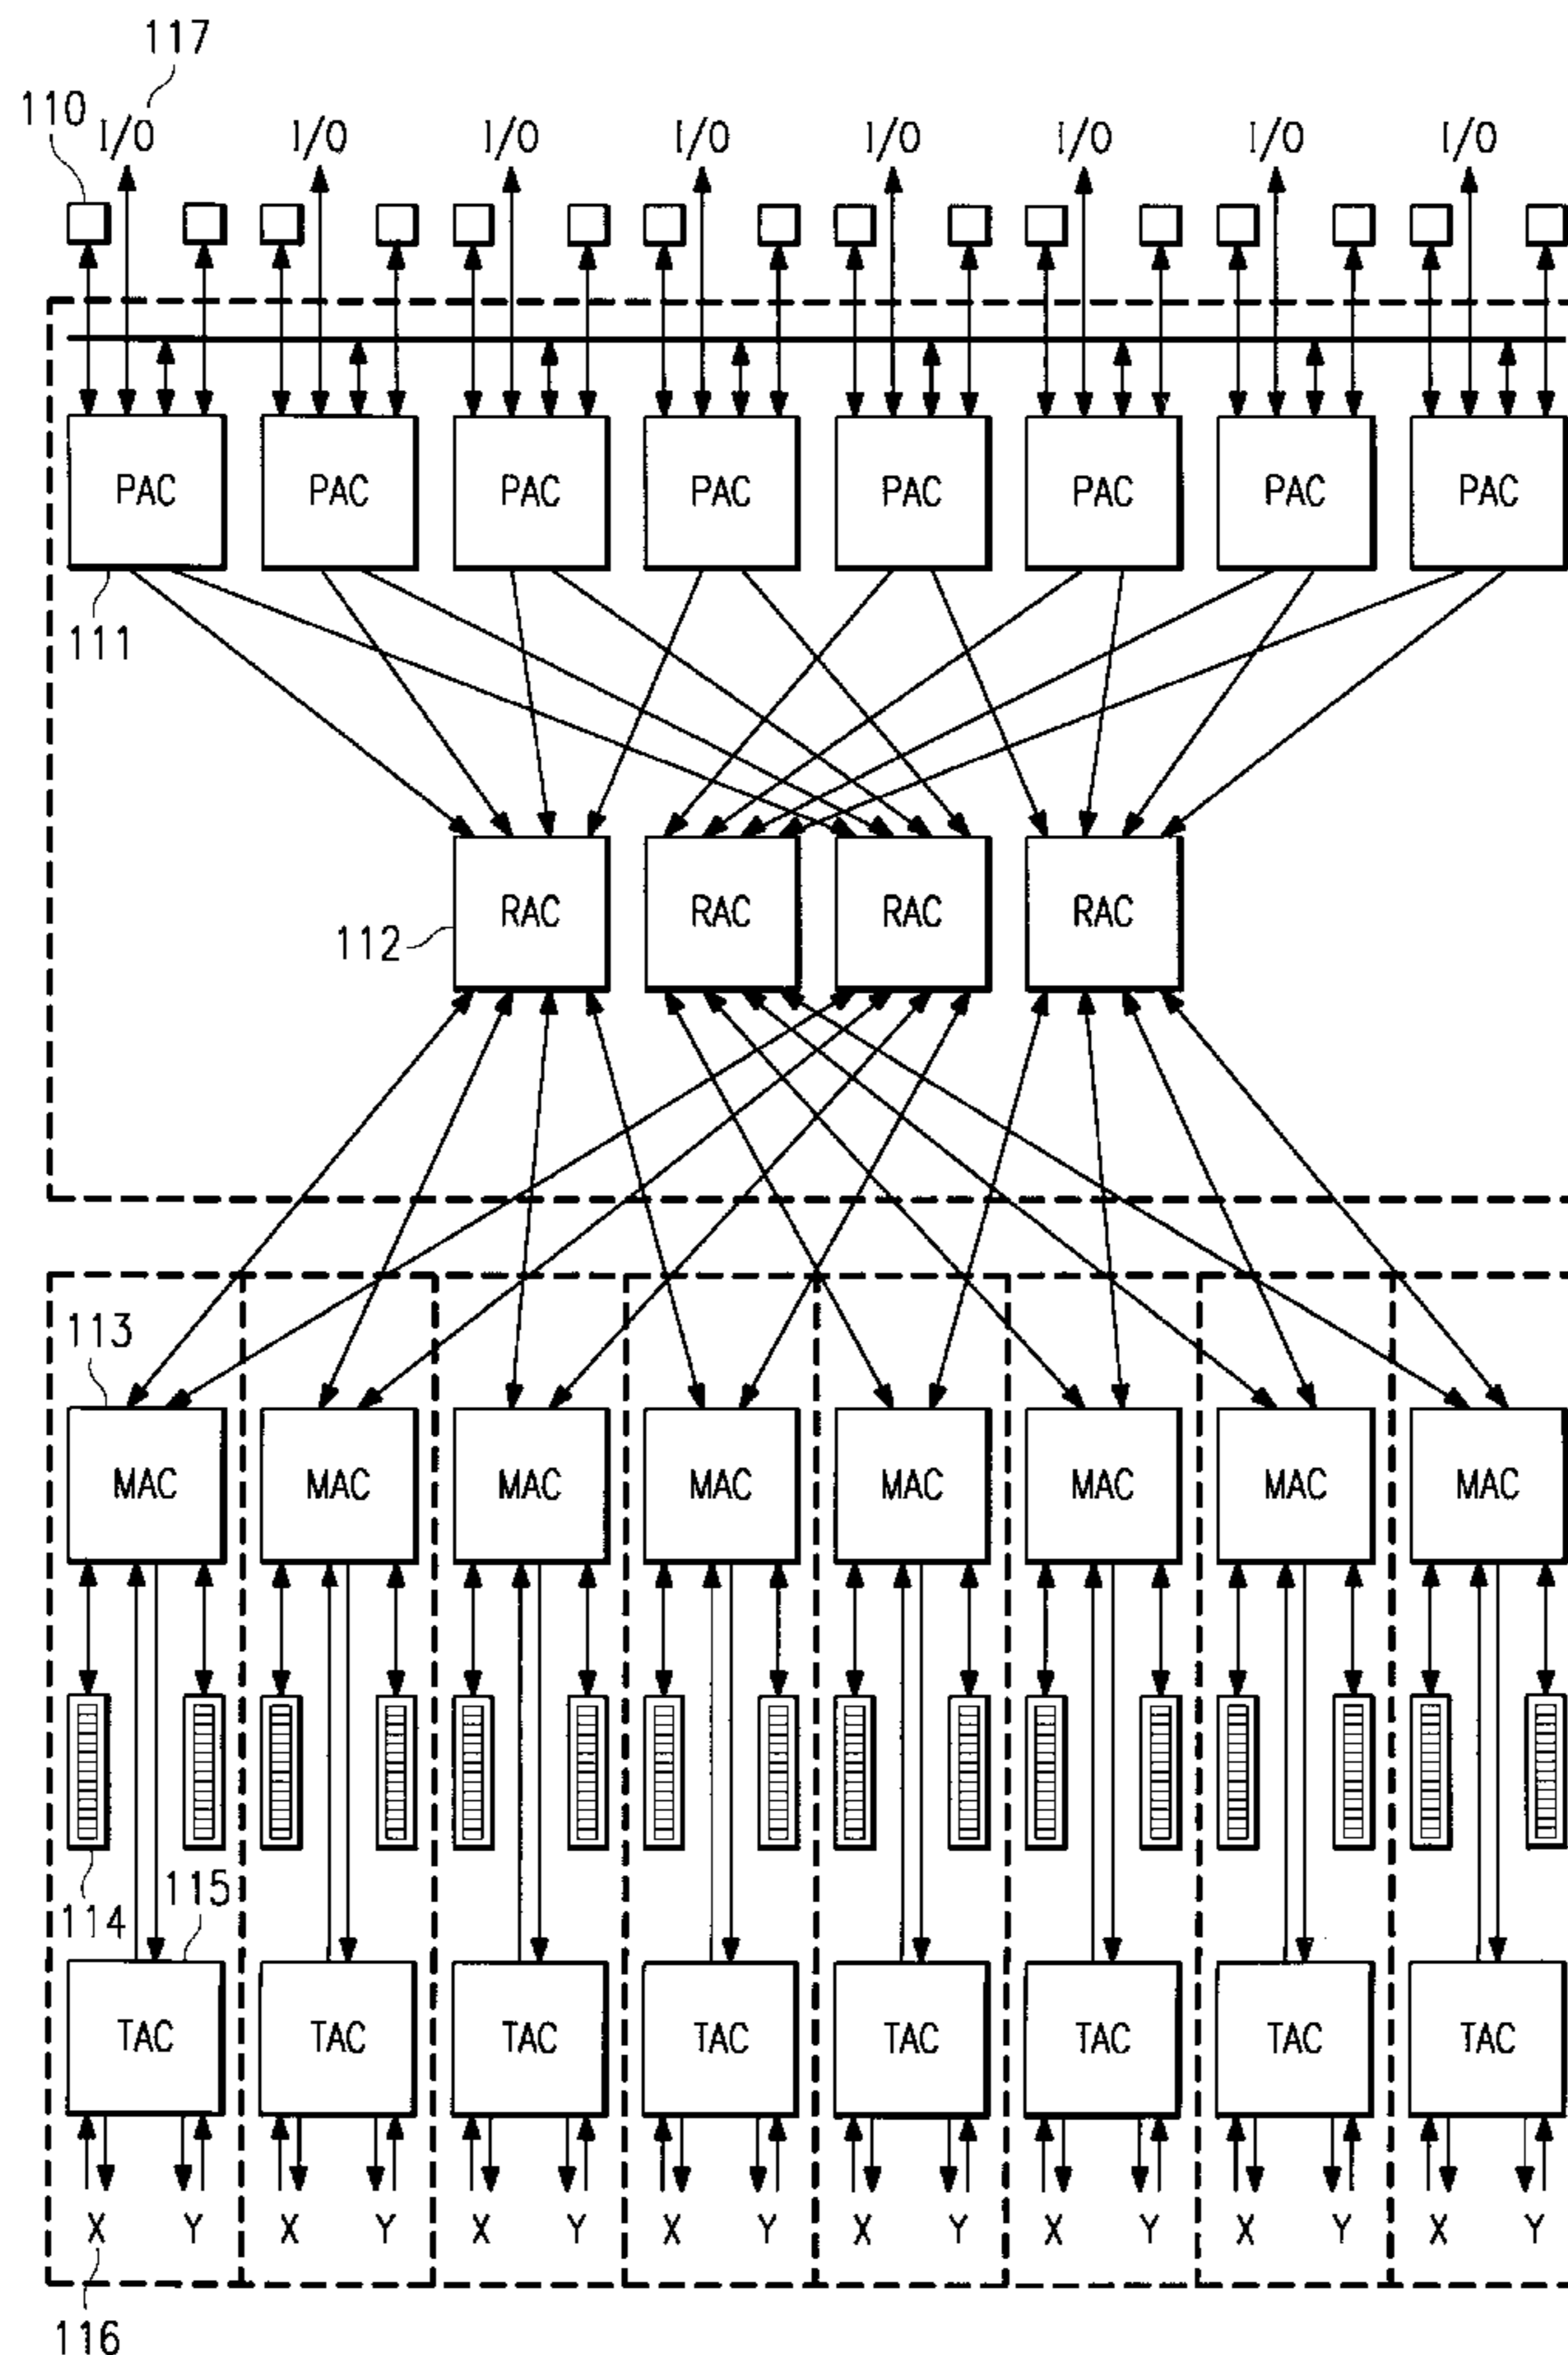 117
110
I/O I/O I/O I/O I/O I/O I/O I/O
PAC PAC PAC PAC PAC PAC PAC PAC
111
RAC RAC RAC RAC
112
113
MAC MAC MAC MAC MAC MAC MAC MAC
114
115
TAC TAC TAC TAC TAC TAC TAC TAC
X Y X Y X Y X Y X Y X Y X Y X Y
116